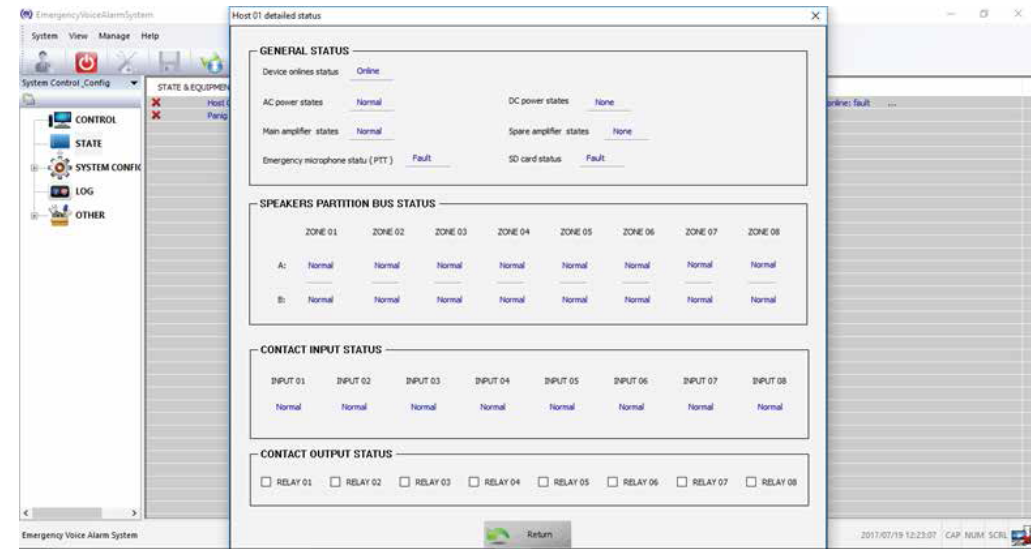 EmergencyVoiceAlarmSystem
Host 01 detailed status
System View Manage Help
System Control_Config
STATE & EQUIPMEN
Host
Panig
online: fault ...
CONTROL
STATE
SYSTEM CONFIG
LOG
OTHER
GENERAL STATUS
Device onlines status Online
AC power states Normal DC power states None
Main amplifier states Normal Spare amplifier states None
Emergency microphone statu ( PTT ) Fault SD card status Fault
SPEAKERS PARTITION BUS STATUS
ZONE 01 ZONE 02 ZONE 03 ZONE 04 ZONE 05 ZONE 06 ZONE 07 ZONE 08
A: Normal Normal Normal Normal Normal Normal Normal Normal
B: Normal Normal Normal Normal Normal Normal Normal Normal
CONTACT INPUT STATUS
INPUT 01 INPUT 02 INPUT 03 INPUT 04 INPUT 05 INPUT 06 INPUT 07 INPUT 08
Normal Normal Normal Normal Normal Normal Normal Normal
CONTACT OUTPUT STATUS
RELAY 01 RELAY 02 RELAY 03 RELAY 04 RELAY 05 RELAY 06 RELAY 07 RELAY 08
Return
Emergency Voice Alarm System
2017/07/19 12:23:07 CAP NUM SCRL